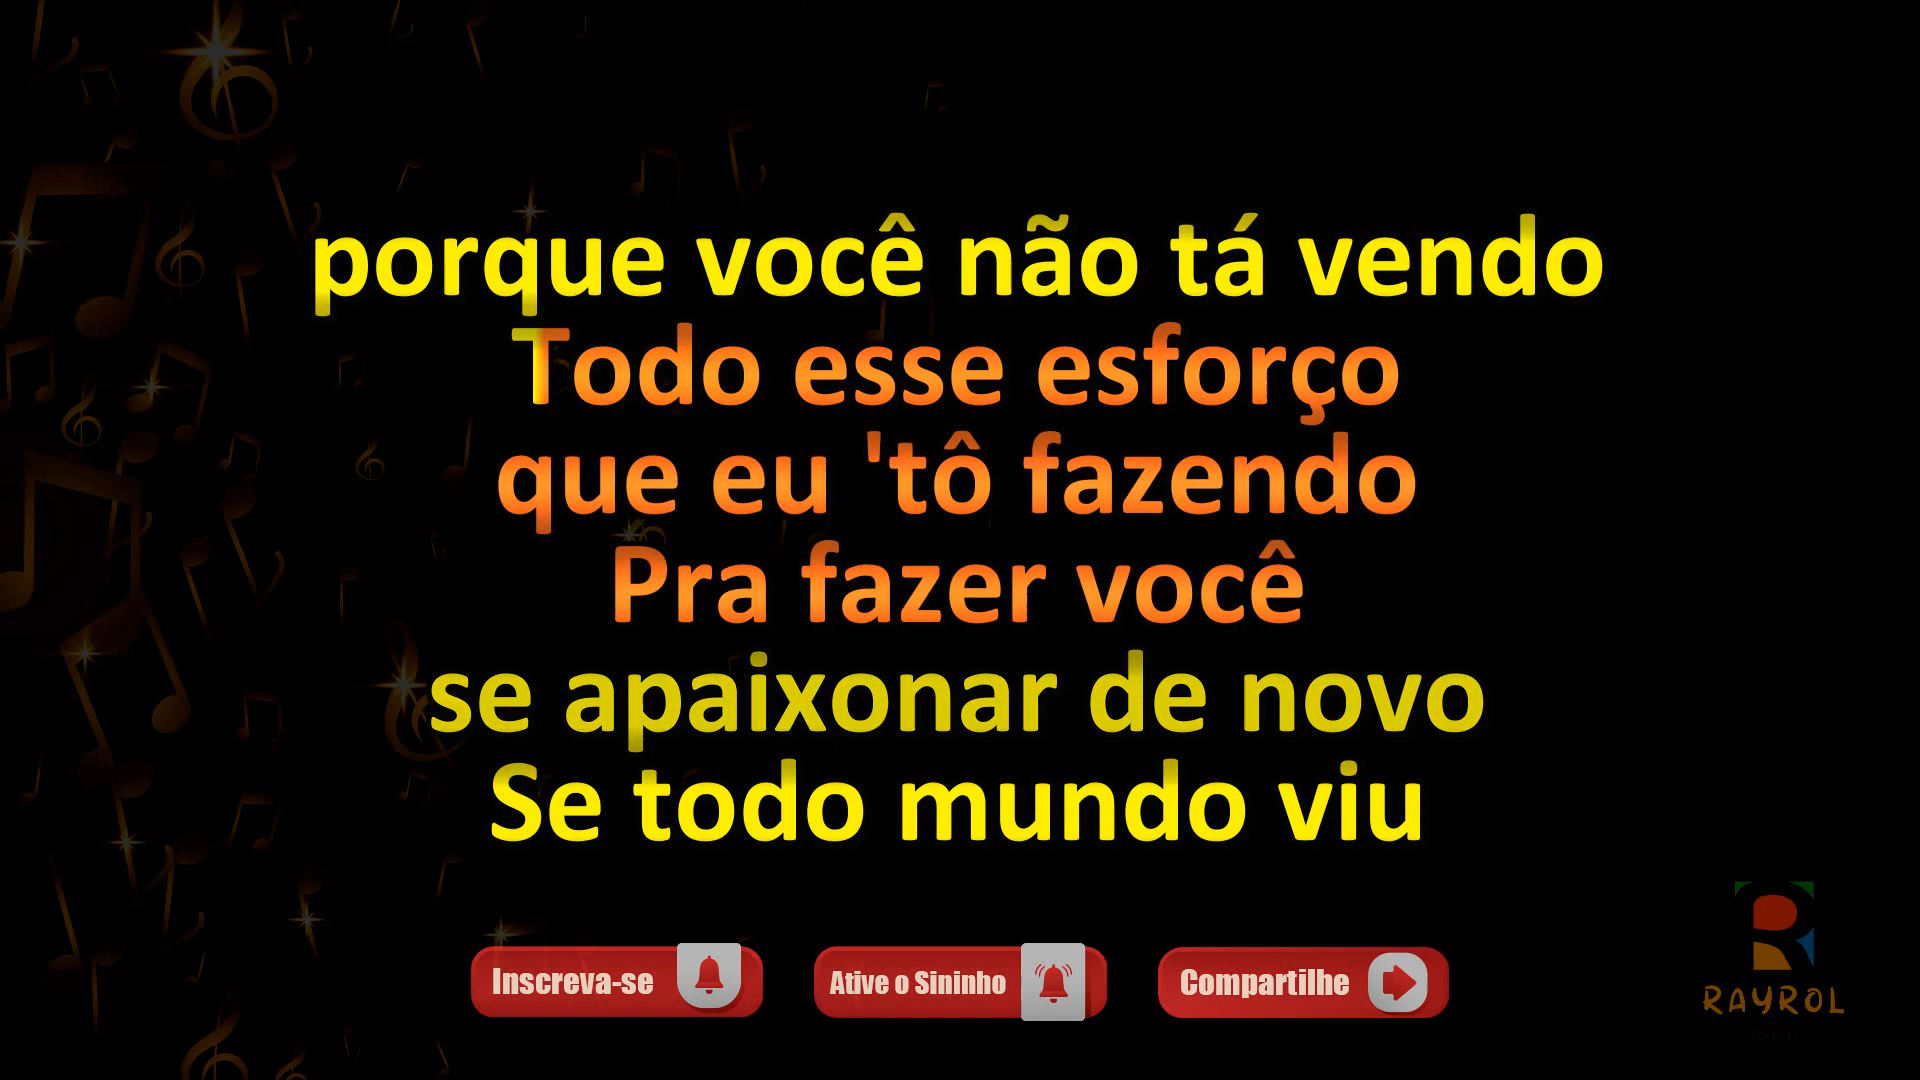 porque você não tá vendo
Todo esse esforço
que eu 'tô fazendo
Pra fazer você
se apaixonar de novo
Se todo mundo viu
Inscreva-se
Ative o Sininho
Compartilhe
RAYROL